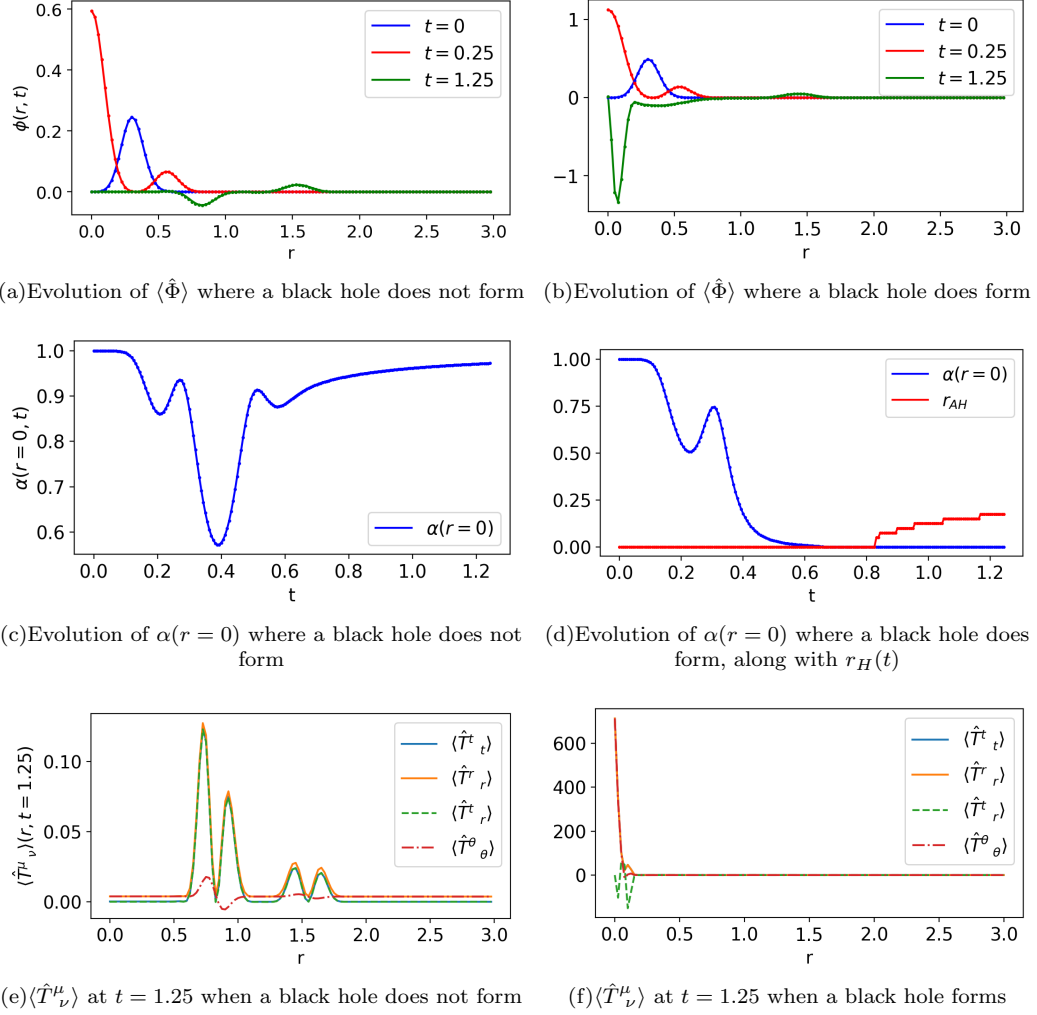 t = 0
t = 0.25
t = 1.25
0.6
0.4
0.2
0.0
ϕ(r, t)
0.0 0.5 1.0 1.5 2.0 2.5 3.0
r
t = 0
t = 0.25
t = 1.25
1
0
−1
0.0 0.5 1.0 1.5 2.0 2.5 3.0
r
(a)Evolution of ⟨Φ̂⟩ where a black hole does not form
(b)Evolution of ⟨Φ̂⟩ where a black hole does form
1.0
0.9
0.8
0.7
0.6
α(r = 0, t)
α(r = 0)
0.0 0.2 0.4 0.6 0.8 1.0 1.2
t
1.00
0.75
0.50
0.25
0.00
α(r = 0)
r_AH
0.0 0.2 0.4 0.6 0.8 1.0 1.2
t
(c)Evolution of α(r = 0) where a black hole does not
form
(d)Evolution of α(r = 0) where a black hole does
form, along with r_H(t)
0.10
0.05
0.00
⟨T̂^μ_ν⟩(r, t = 1.25)
⟨T̂^t_t⟩
⟨T̂^r_r⟩
⟨T̂^t_r⟩
⟨T̂^θ_θ⟩
0.0 0.5 1.0 1.5 2.0 2.5 3.0
r
600
400
200
0
⟨T̂^t_t⟩
⟨T̂^r_r⟩
⟨T̂^t_r⟩
⟨T̂^θ_θ⟩
0.0 0.5 1.0 1.5 2.0 2.5 3.0
r
(e)⟨T̂^μ_ν⟩ at t = 1.25 when a black hole does not form
(f)⟨T̂^μ_ν⟩ at t = 1.25 when a black hole forms